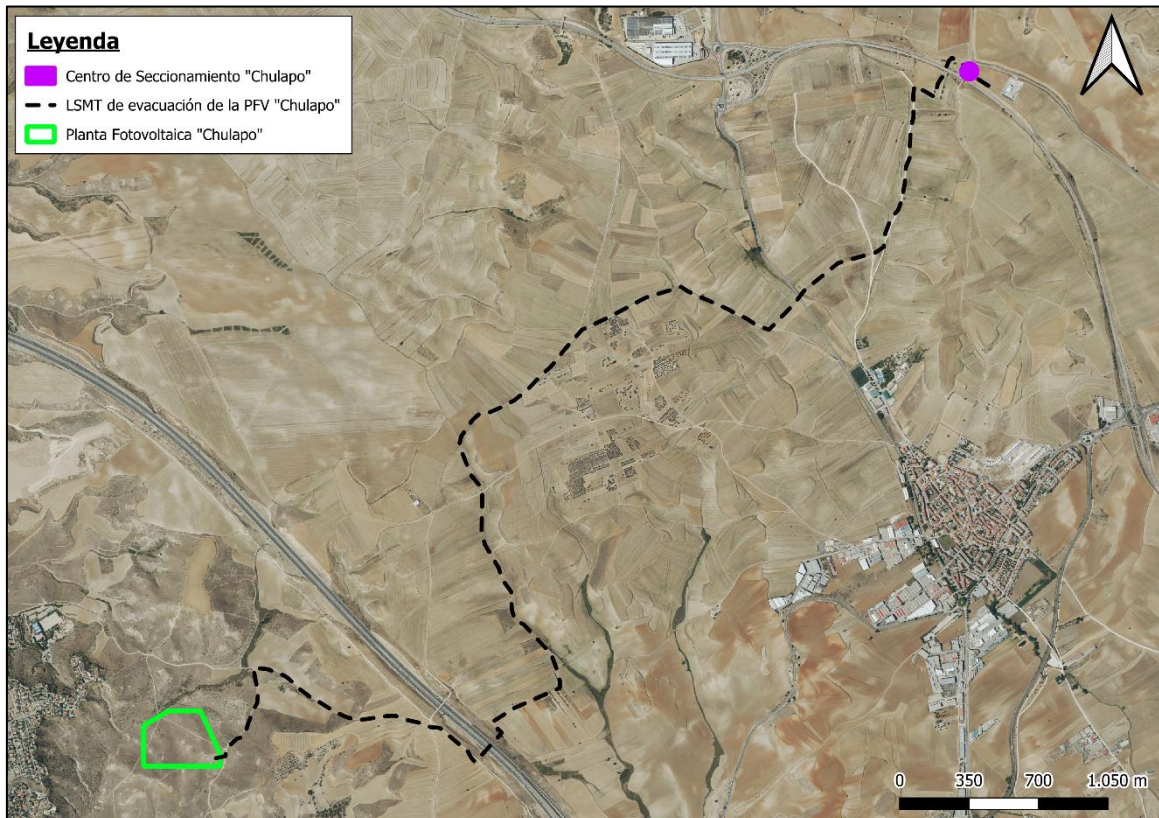 Leyenda
Centro de Seccionamiento "Chulapo"
LSMT de evacuación de la PFV "Chulapo"
Planta Fotovoltaica "Chulapo"
0 350 700 1.050 m